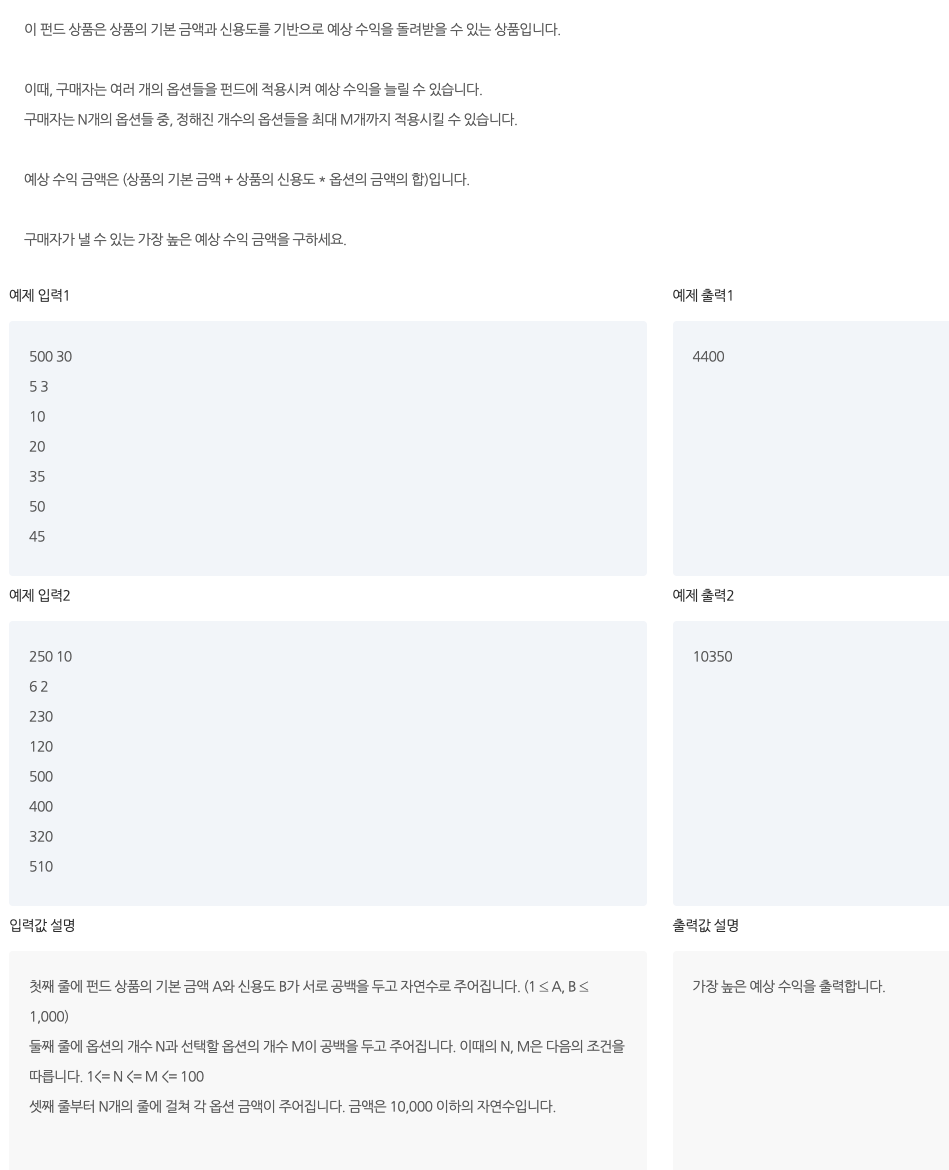 이 펀드 상품은 상품의 기본 금액과 신용도를 기반으로 예상 수익을 돌려받을 수 있는 상품입니다.
이때, 구매자는 여러 개의 옵션들을 펀드에 적용시켜 예상 수익을 늘릴 수 있습니다.
구매자는 N개의 옵션들 중, 정해진 개수의 옵션들을 최대 M개까지 적용시킬 수 있습니다.
예상 수익 금액은 (상품의 기본 금액 + 상품의 신용도 * 옵션의 금액의 합)입니다.
구매자가 낼 수 있는 가장 높은 예상 수익 금액을 구하세요.
예제 입력1
500 30
5 3
10
20
35
50
45
예제 출력1
4400
예제 입력2
250 10
6 2
230
120
500
400
320
510
예제 출력2
10350
입력값 설명
첫째 줄에 펀드 상품의 기본 금액 A와 신용도 B가 서로 공백을 두고 자연수로 주어집니다. (1 ≤ A, B ≤
1,000)
둘째 줄에 옵션의 개수 N과 선택할 옵션의 개수 M이 공백을 두고 주어집니다. 이때의 N, M은 다음의 조건을
따릅니다. 1<= N <= M <= 100
셋째 줄부터 N개의 줄에 걸쳐 각 옵션 금액이 주어집니다. 금액은 10,000 이하의 자연수입니다.
출력값 설명
가장 높은 예상 수익을 출력합니다.